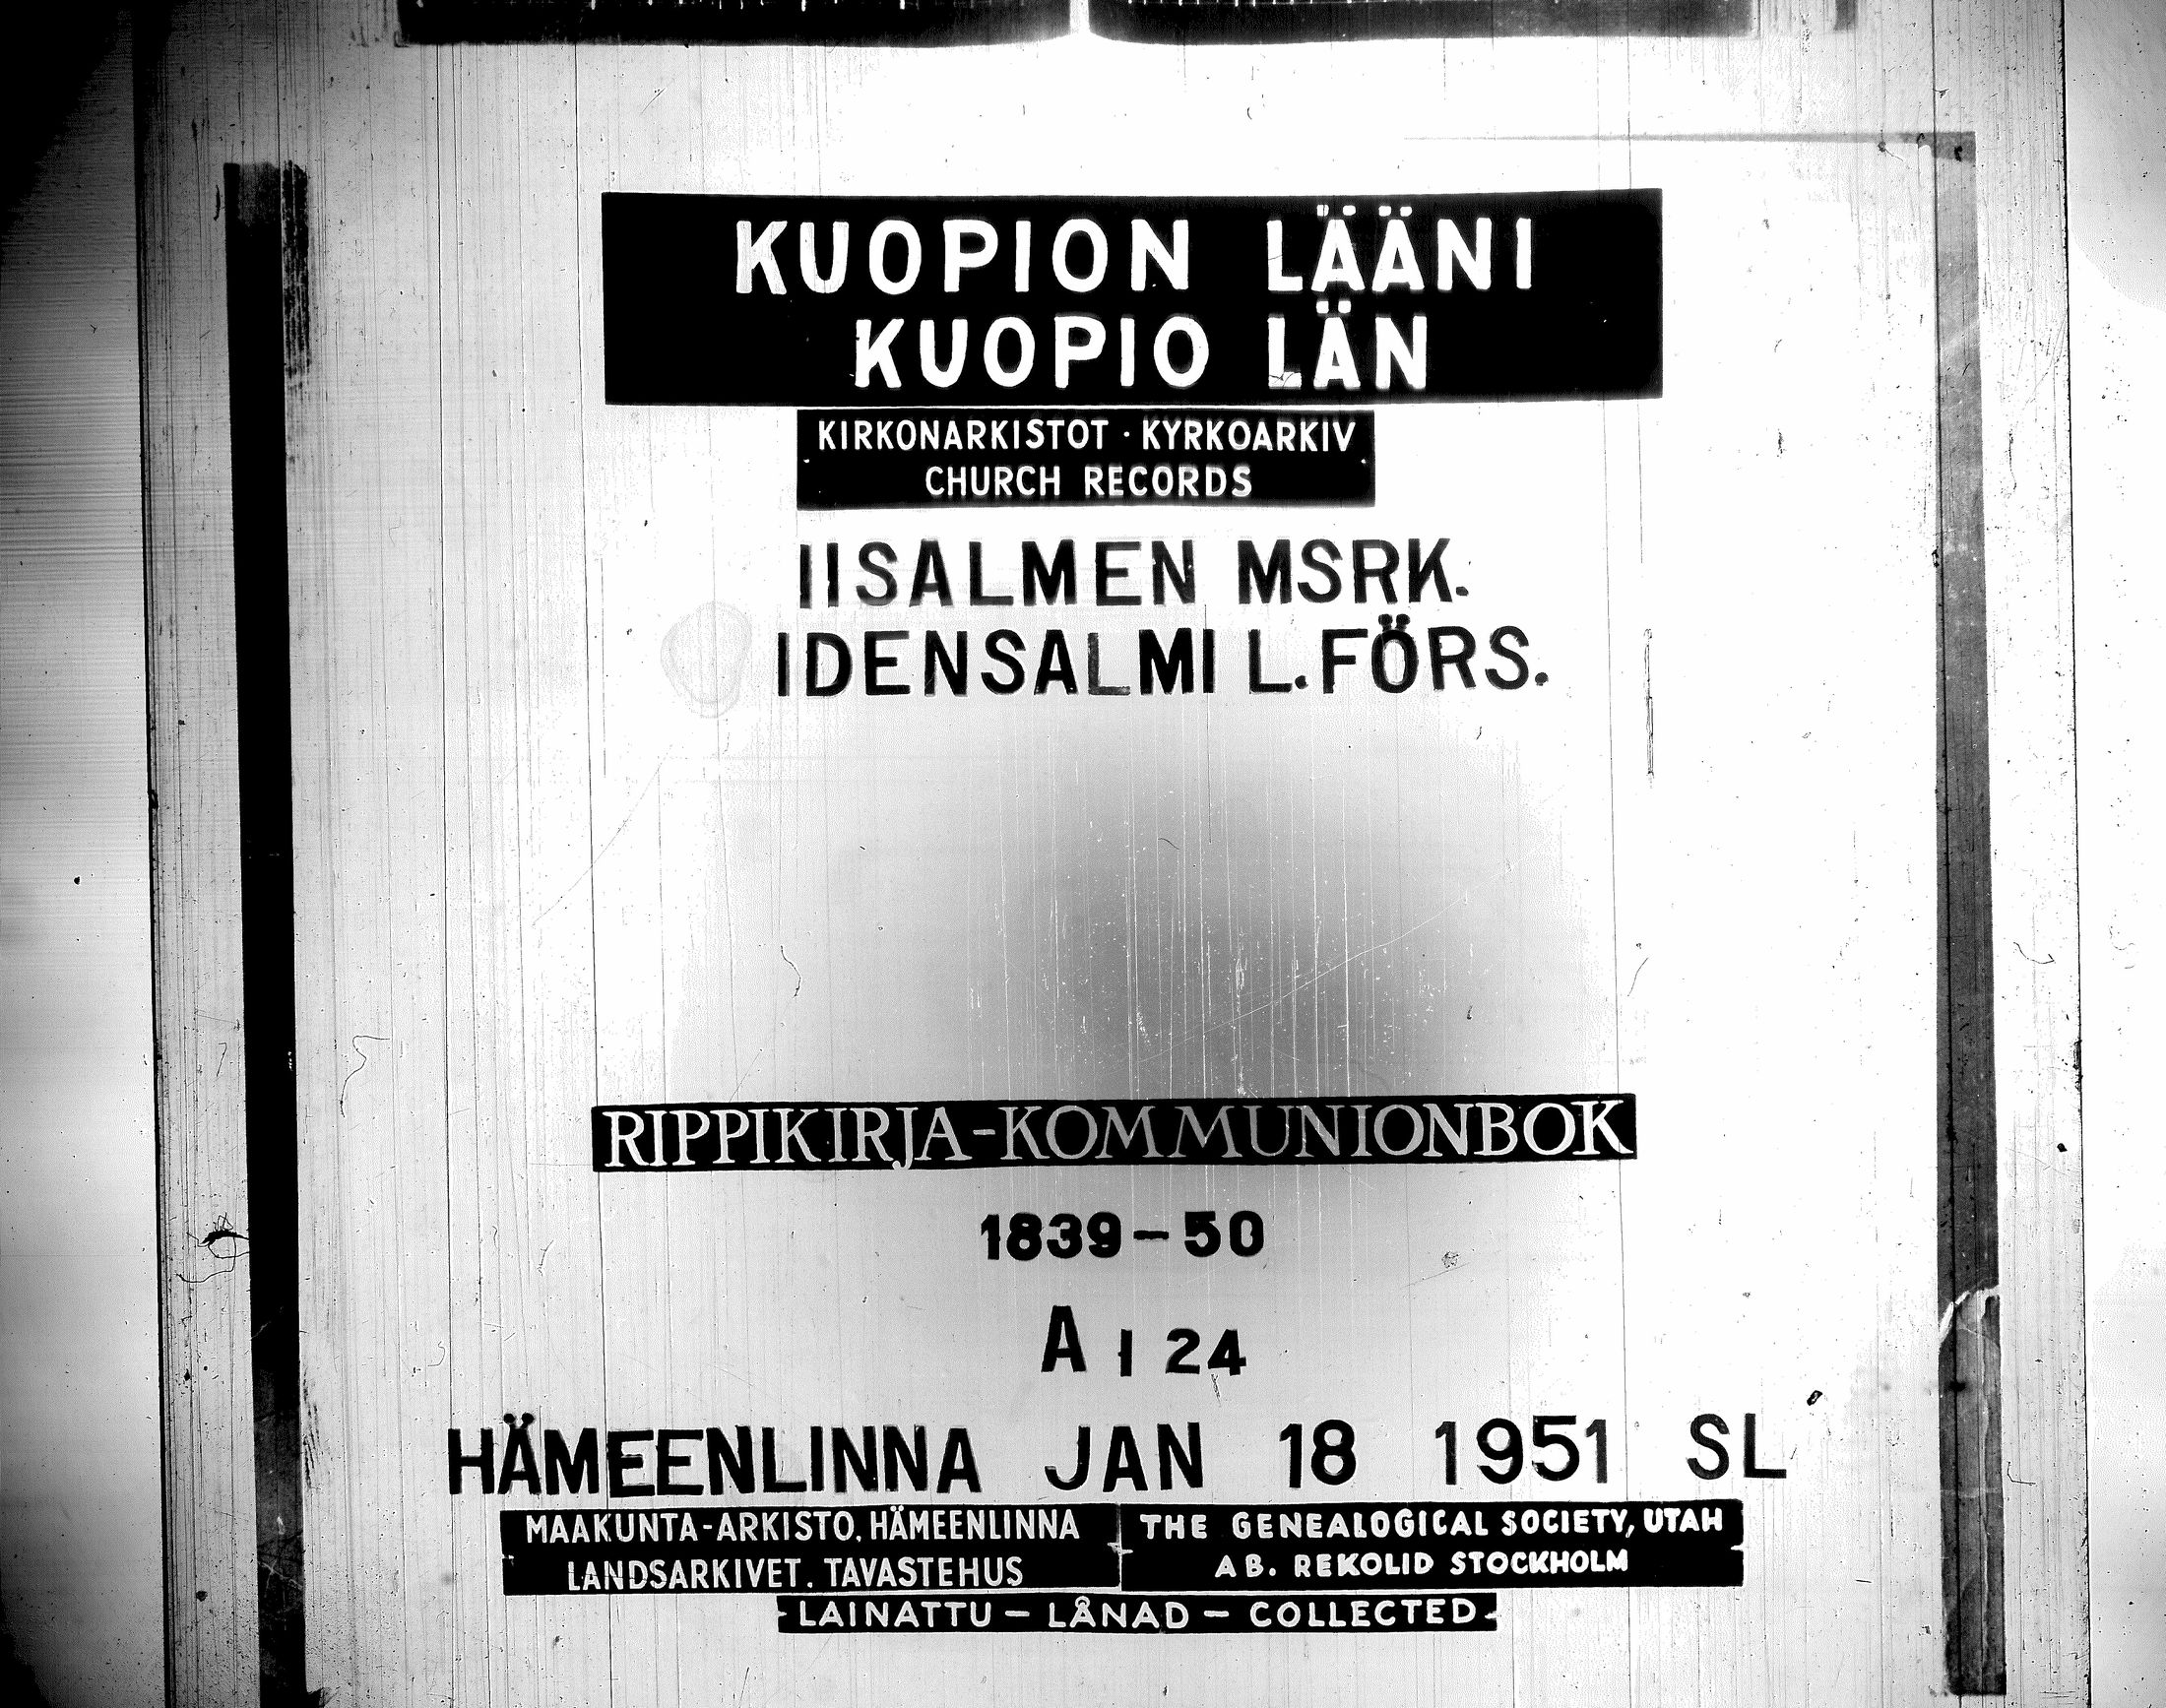 KUOPION LÄÄNI
KUOPIO LÄN
KIRKONARKISTOT · KYRKOARKIV
CHURCH RECORDS
IISALMEN MSRK.
IDENSALMI L.FÖRS.
RIPPIKIRJA-KOMMUNIONBOK
1839-50
A I 24
HÄMEENLINNA JAN 18 1951 SL
MAAKUNTA-ARKISTO, HÄMEENLINNA
LANDSARKIVET. TAVASTEHUS
THE GENEALOGICAL SOCIETY, UTAH
AB. REKOLID STOCKHOLM
LAINATTU - LÅNAD - COLLECTED